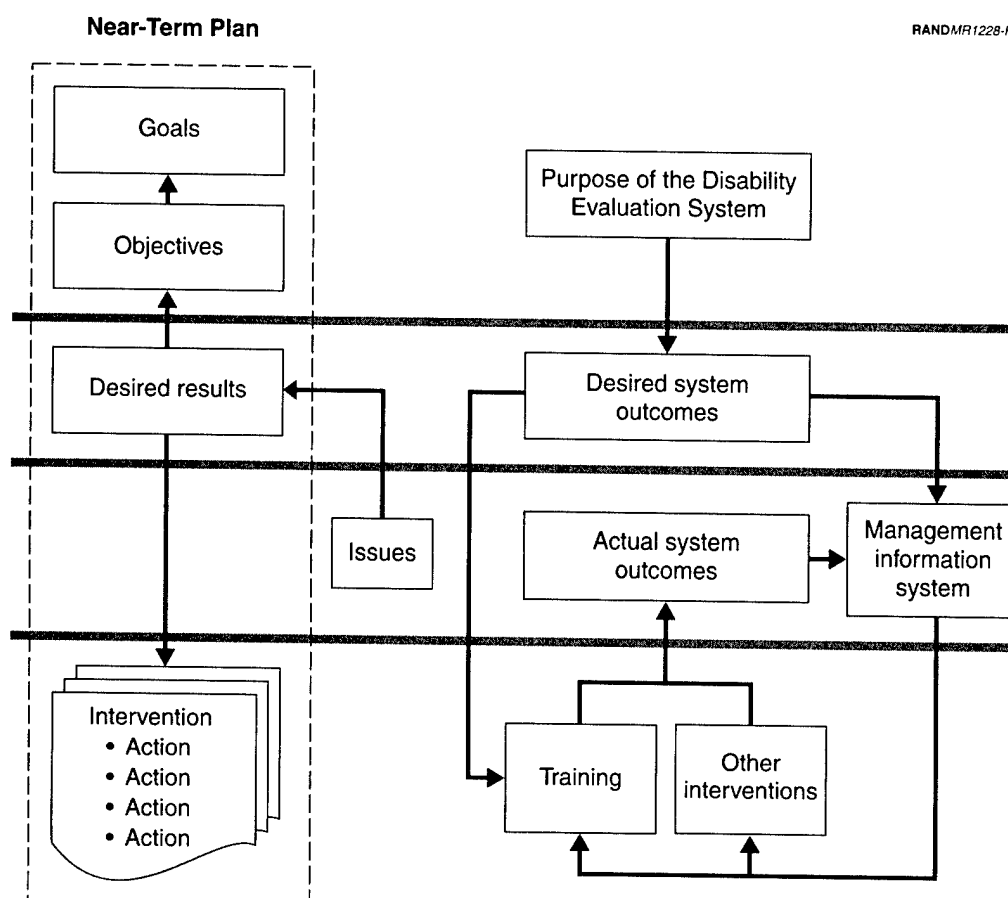 Near-Term Plan
RANDMR1228-
Goals
Objectives
Desired results
Issues
Intervention
• Action
• Action
• Action
• Action
Purpose of the Disability
Evaluation System
Desired system
outcomes
Actual system
outcomes
Management
information
system
Training
Other
interventions